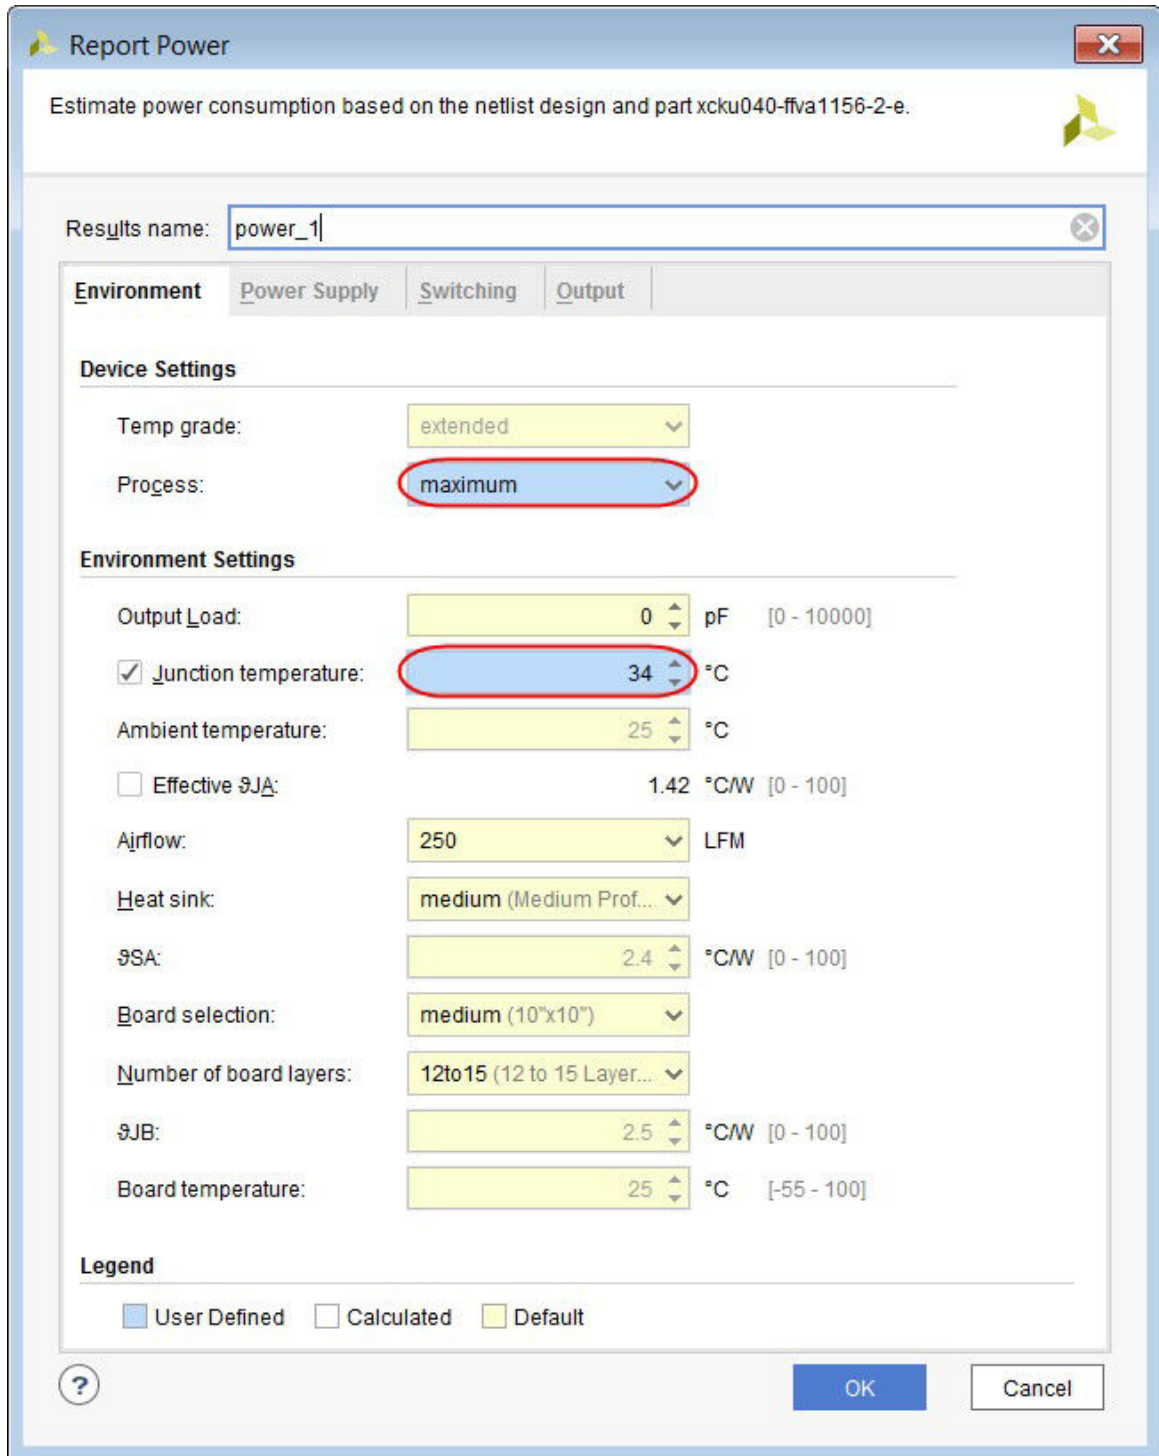 Report Power
Estimate power consumption based on the netlist design and part xcku040-ffva1156-2-e.
Results name: power_1
Environment Power Supply Switching Output
Device Settings
Temp grade: extended
Process: maximum
Environment Settings
Output Load: 0 pF [0 - 10000]
Junction temperature: 34 °C
Ambient temperature: 25 °C
Effective ϑJA: 1.42 °C/W [0 - 100]
Airflow: 250 LFM
Heat sink: medium (Medium Prof...
ϑSA: 2.4 °C/W [0 - 100]
Board selection: medium (10"x10")
Number of board layers: 12to15 (12 to 15 Layer...
ϑJB: 2.5 °C/W [0 - 100]
Board temperature: 25 °C [-55 - 100]
Legend
User Defined Calculated Default
? OK Cancel